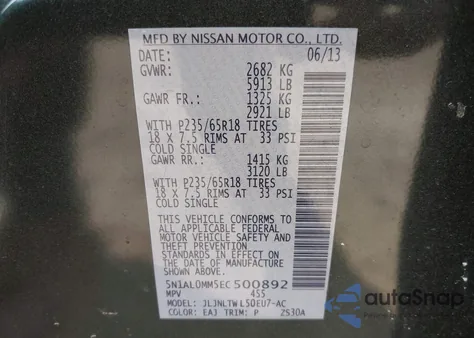 MFD BY NISSAN MOTOR CO., LTD.
DATE: 06/13
GVWR: 2682 KG
5913 LB
GAWR FR.: 1325 KG
2921 LB
WITH P235/65R18 TIRES
18 X 7.5 RIMS AT 33 PSI
COLD SINGLE
GAWR RR.: 1415 KG
3120 LB
WITH P235/65R18 TIRES
18 X 7.5 RIMS AT 33 PSI
COLD SINGLE
THIS VEHICLE CONFORMS TO
ALL APPLICABLE FEDERAL
MOTOR VEHICLE SAFETY AND
THEFT PREVENTION
STANDARDS IN EFFECT ON
THE DATE OF MANUFACTURE
SHOWN ABOVE.
5N1AL0MM5EC500892
MPV 455
MODEL: JLJNLTWL50EU7-AC
COLOR: EAJ TRIM: P ZS30A
autoSnap